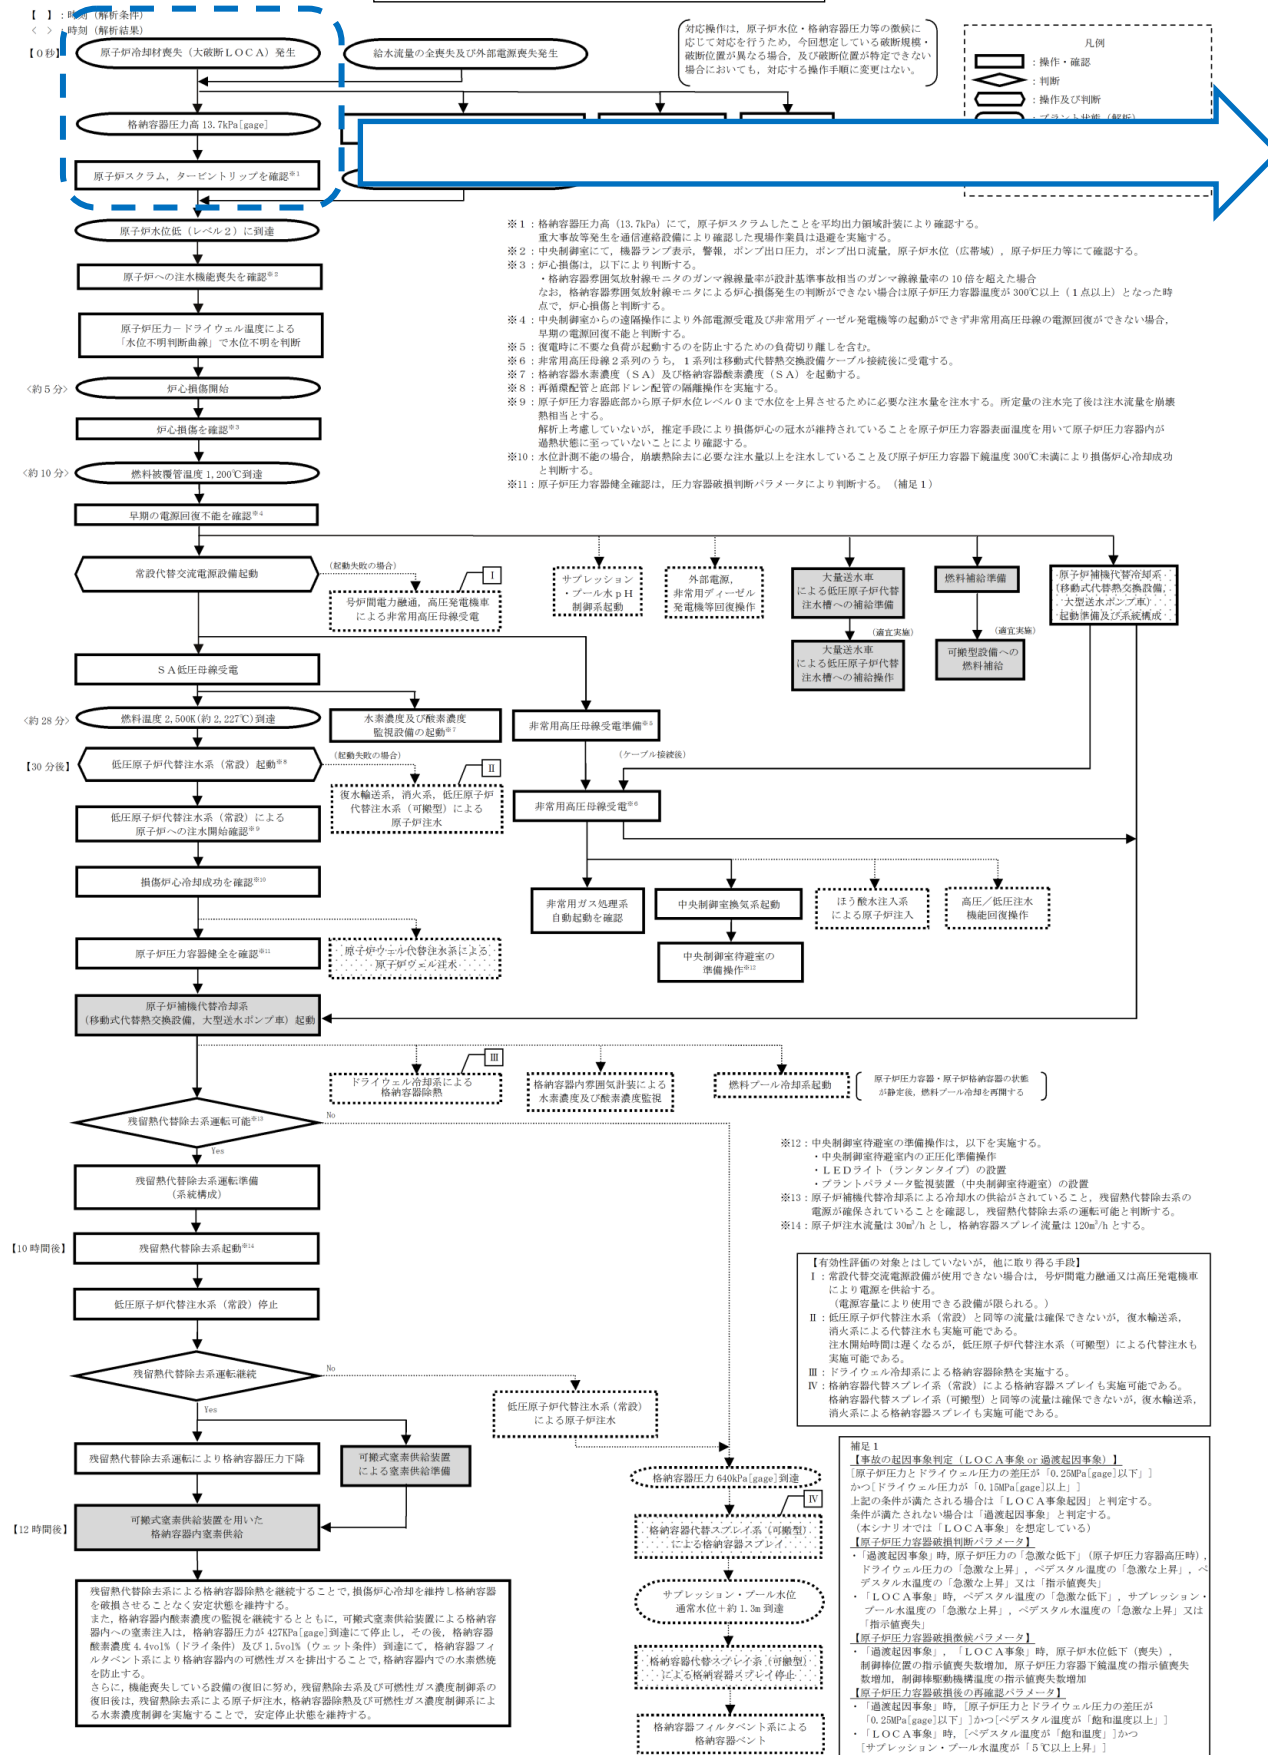 【　】：時刻（解析条件）
〈　〉：時刻（解析結果）
【０秒】
原子炉冷却材喪失（大破断ＬＯＣＡ）発生
給水流量の全喪失及び外部電源喪失発生
対応操作は，原子炉水位・格納容器圧力等の徴候に
応じて対応を行うため，今回想定している破断規模・
破断位置が異なる場合，及び破断位置が特定できない
場合においても，対応する操作手順に変更はない。
凡例
：操作・確認
：判断
：操作及び判断
：プラント状態（解析）
格納容器圧力高 13.7kPa[gage]
原子炉スクラム，タービントリップを確認※1
原子炉水位低（レベル２）に到達
原子炉への注水機能喪失を確認※2
原子炉圧力－ドライウェル温度による
「水位不明判断曲線」で水位不明を判断
〈約５分〉
炉心損傷開始
炉心損傷を確認※3
〈約 10 分〉
燃料被覆管温度 1,200℃到達
早期の電源回復不能を確認※4
※１：格納容器圧力高（13.7kPa）にて，原子炉スクラムしたことを平均出力領域計装により確認する。
重大事故等発生を通信連絡設備により確認した現場作業員は退避を実施する。
※２：中央制御室にて，機器ランプ表示，警報，ポンプ出口圧力，ポンプ出口流量，原子炉水位（広帯域），原子炉圧力等にて確認する。
※３：炉心損傷は，以下により判断する。
・格納容器雰囲気放射線モニタのガンマ線線量率が設計基準事故相当のガンマ線線量率の 10 倍を超えた場合
なお，格納容器雰囲気放射線モニタによる炉心損傷発生の判断ができない場合は原子炉圧力容器温度が 300℃以上（１点以上）となった時
点で，炉心損傷と判断する。
※４：中央制御室からの遠隔操作により外部電源受電及び非常用ディーゼル発電機等の起動ができず非常用高圧母線の電源回復ができない場合，
早期の電源回復不能と判断する。
※５：復電時に不要な負荷が起動するのを防止するための負荷切り離しを含む。
※６：非常用高圧母線２系列のうち，１系列は移動式代替熱交換設備ケーブル接続後に受電する。
※７：格納容器水素濃度（ＳＡ）及び格納容器酸素濃度（ＳＡ）を起動する。
※８：再循環配管と底部ドレン配管の隔離操作を実施する。
※９：原子炉圧力容器底部から原子炉水位レベル０まで水位を上昇させるために必要な注水量を注水する。所定量の注水完了後は注水流量を崩壊
熱相当とする。
解析上考慮していないが，推定手段により損傷炉心の冠水が維持されていることを原子炉圧力容器表面温度を用いて原子炉圧力容器内が
過熱状態に至っていないことにより確認する。
※10：水位計測不能の場合，崩壊熱除去に必要な注水量以上を注水していること及び原子炉圧力容器下鏡温度 300℃未満により損傷炉心冷却成功
と判断する。
※11：原子炉圧力容器健全確認は，圧力容器破損判断パラメータにより判断する。（補足１）
常設代替交流電源設備起動
（起動失敗の場合）
Ⅰ
号炉間電力融通，高圧発電機車
による非常用高圧母線受電
サプレッション
・プール水ｐＨ
制御系起動
外部電源，
非常用ディーゼル
発電機等回復操作
大量送水車
による低圧原子炉代替
注水槽への補給準備
（適宜実施）
大量送水車
による低圧原子炉代替
注水槽への補給操作
燃料補給準備
（適宜実施）
可搬型設備への
燃料補給
原子炉補機代替冷却系
（移動式代替熱交換設備，
大型送水ポンプ車）
起動準備及び系統構成
ＳＡ低圧母線受電
〈約 28 分〉
燃料温度 2,500K(約 2,227℃)到達
水素濃度及び酸素濃度
監視設備の起動※7
非常用高圧母線受電準備※5
（ケーブル接続後）
【30 分後】
低圧原子炉代替注水系（常設）起動※8
（起動失敗の場合）
Ⅱ
復水輸送系，消火系，低圧原子炉
代替注水系（可搬型）による
原子炉注水
非常用高圧母線受電※6
低圧原子炉代替注水系（常設）による
原子炉への注水開始確認※9
損傷炉心冷却成功を確認※10
非常用ガス処理系
自動起動を確認
中央制御室換気系起動
ほう酸水注入系
による原子炉注入
高圧／低圧注水
機能回復操作
中央制御室待避室の
準備操作※12
原子炉圧力容器健全を確認※11
原子炉ウェル代替注水系による
原子炉ウェル注水
原子炉補機代替冷却系
（移動式代替熱交換設備，大型送水ポンプ車）起動
Ⅲ
ドライウェル冷却系による
格納容器除熱
格納容器内雰囲気計装による
水素濃度及び酸素濃度監視
燃料プール冷却系起動
原子炉圧力容器・原子炉格納容器の状態
が静定後，燃料プール冷却を再開する
残留熱代替除去系運転可能※13
No
Yes
残留熱代替除去系運転準備
（系統構成）
【10 時間後】
残留熱代替除去系起動※14
低圧原子炉代替注水系（常設）停止
残留熱代替除去系運転継続
No
Yes
※12：中央制御室待避室の準備操作は，以下を実施する。
・中央制御室待避室内の正圧化準備操作
・ＬＥＤライト（ランタンタイプ）の設置
・プラントパラメータ監視装置（中央制御室待避室）の設置
※13：原子炉補機代替冷却系による冷却水の供給がされていること，残留熱代替除去系の
電源が確保されていることを確認し，残留熱代替除去系の運転可能と判断する。
※14：原子炉注水流量は 30m³/h とし，格納容器スプレイ流量は 120m³/h とする。
【有効性評価の対象とはしていないが，他に取り得る手段】
Ⅰ：常設代替交流電源設備が使用できない場合は，号炉間電力融通又は高圧発電機車
により電源を供給する。
（電源容量により使用できる設備が限られる。）
Ⅱ：低圧原子炉代替注水系（常設）と同等の流量は確保できないが，復水輸送系，
消火系による代替注水も実施可能である。
注水開始時間は遅くなるが，低圧原子炉代替注水系（可搬型）による代替注水も
実施可能である。
Ⅲ：ドライウェル冷却系による格納容器除熱を実施する。
Ⅳ：格納容器代替スプレイ系（常設）による格納容器スプレイも実施可能である。
格納容器代替スプレイ系（可搬型）と同等の流量は確保できないが，復水輸送系，
消火系による格納容器スプレイも実施可能である。
低圧原子炉代替注水系（常設）
による原子炉注水
残留熱代替除去系運転により格納容器圧力下降
可搬式窒素供給装置
による窒素供給準備
【12 時間後】
可搬式窒素供給装置を用いた
格納容器内窒素供給
格納容器圧力 640kPa[gage]到達
Ⅳ
格納容器代替スプレイ系（可搬型）
による格納容器スプレイ
サプレッション・プール水位
通常水位＋約 1.3m 到達
格納容器代替スプレイ系（可搬型）
による格納容器スプレイ停止
格納容器フィルタベント系による
格納容器ベント
残留熱代替除去系による格納容器除熱を継続することで，損傷炉心冷却を維持し格納容器
を破損させることなく安定状態を維持する。
また，格納容器内酸素濃度の監視を継続するとともに，可搬式窒素供給装置による格納容
器内への窒素注入は，格納容器圧力が 427kPa[gage]到達にて停止し，その後，格納容器
酸素濃度 4.4vol%（ドライ条件）及び 1.5vol%（ウェット条件）到達にて，格納容器フィ
ルタベント系により格納容器内の可燃性ガスを排出することで，格納容器内での水素燃焼
を防止する。
さらに，機能喪失している設備の復旧に努め，残留熱除去系及び可燃性ガス濃度制御系の
復旧後は，残留熱除去系による原子炉注水，格納容器除熱及び可燃性ガス濃度制御系によ
る水素濃度制御を実施することで，安定停止状態を維持する。
補足１
【事故の起因事象判定（ＬＯＣＡ事象 or 過渡起因事象）】
[原子炉圧力とドライウェル圧力の差圧が「0.25MPa[gage]以下」]
かつ[ドライウェル圧力が「0.15MPa[gage]以上」]
上記の条件が満たされる場合は「ＬＯＣＡ事象起因」と判定する。
条件が満たされない場合は「過渡起因事象」と判定する。
（本シナリオでは「ＬＯＣＡ事象」を想定している）
【原子炉圧力容器破損判断パラメータ】
・「過渡起因事象」時，原子炉圧力の「急激な低下」（原子炉圧力容器高圧時），
ドライウェル圧力の「急激な上昇」，ペデスタル温度の「急激な上昇」，ペ
デスタル水温度の「急激な上昇」又は「指示値喪失」
・「ＬＯＣＡ事象」時，ペデスタル温度の「急激な低下」，サプレッション・
プール水温度の「急激な上昇」，ペデスタル水温度の「急激な上昇」又は
「指示値喪失」
【原子炉圧力容器破損徴候パラメータ】
・「過渡起因事象」，「ＬＯＣＡ事象」時，原子炉水位低下（喪失），
制御棒位置の指示値喪失数増加，原子炉圧力容器下鏡温度の指示値喪失
数増加，制御棒駆動機構温度の指示値喪失数増加
【原子炉圧力容器破損後の再確認パラメータ】
・「過渡起因事象」時，[原子炉圧力とドライウェル圧力の差圧が
「0.25MPa[gage]以下」]かつ[ペデスタル温度が「飽和温度以上」]
・「ＬＯＣＡ事象」時，[ペデスタル温度が「飽和温度」]かつ
[サプレッション・プール水温度が「５℃以上上昇」]